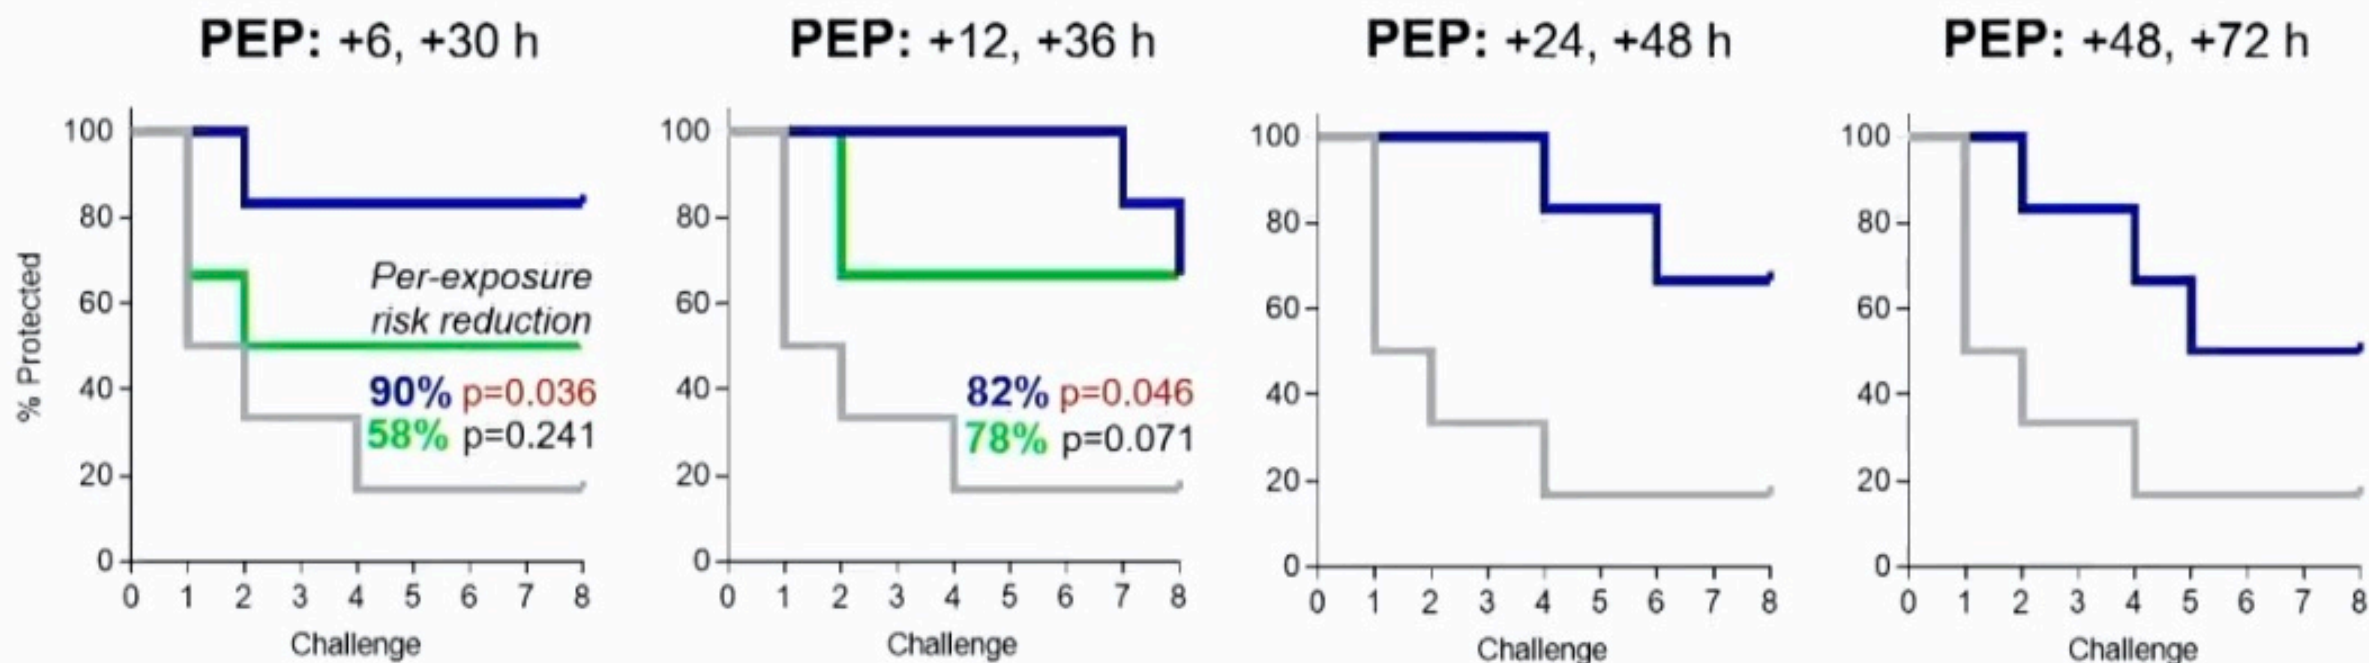 PEP: +6, +30 h
% Protected
100
80
60
40
20
0
Per-exposure
risk reduction
90% p=0.036
58% p=0.241
0 1 2 3 4 5 6 7 8
Challenge
PEP: +12, +36 h
100
80
60
40
20
0
82% p=0.046
78% p=0.071
0 1 2 3 4 5 6 7 8
Challenge
PEP: +24, +48 h
100
80
60
40
20
0
0 1 2 3 4 5 6 7 8
Challenge
PEP: +48, +72 h
100
80
60
40
20
0
0 1 2 3 4 5 6 7 8
Challenge